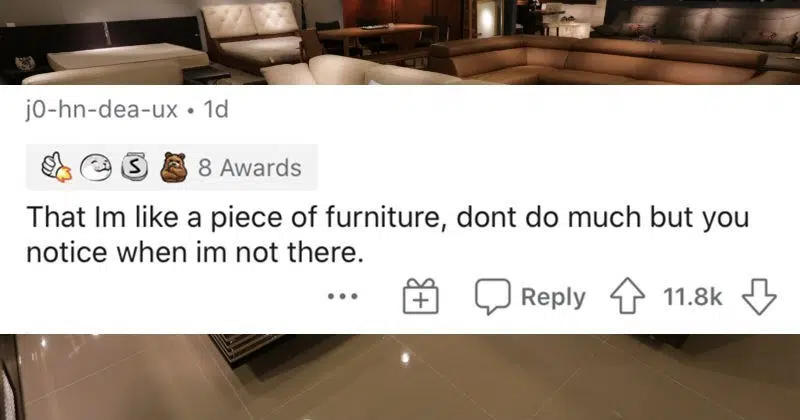 j0-hn-dea-ux • 1d
S 8 Awards
That Im like a piece of furniture, dont do much but you
notice when im not there.
Reply 11.8k